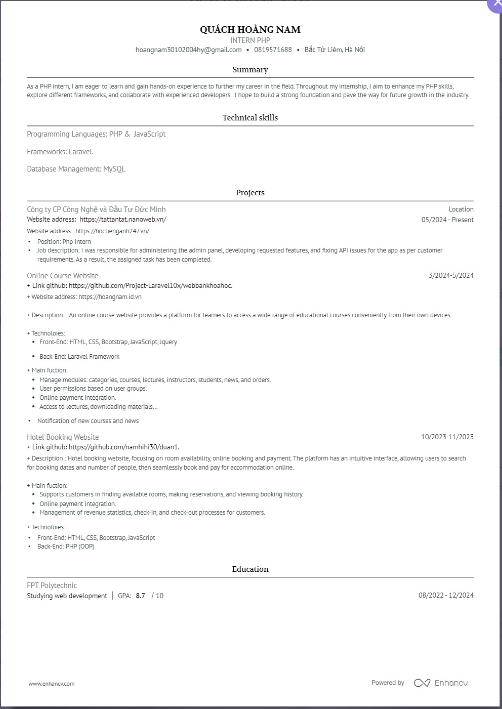 QUÁCH HOÀNG NAM
INTERN PHP
hoangnam30102004hy@gmail.com • 0819571688 • Bắc Từ Liêm, Hà Nội
Summary
As a PHP intern, I am eager to learn and gain hands-on experience to further my career in the field. Throughout my internship, I aim to enhance my PHP skills,
explore different frameworks, and collaborate with experienced developers. I hope to build a strong foundation and pave the way for future growth in the industry.
Technical skills
Programming Languages: PHP & JavaScript
Frameworks: Laravel.
Database Management: MySQL
Projects
Công ty CP Công Nghệ và Đầu Tư Đức Minh Location
Website address: https://tattantat.nanoweb.vn/ 05/2024 - Present
Website address: https://hoctienganh247.vn/
• Position: Php Intern
• Job description: I was responsible for administering the admin panel, developing requested features, and fixing API issues for the app as per customer
requirements. As a result, the assigned task has been completed.
Online Course Website 3/2024-5/2024
• Link github: https://github.com/Project-Laravel10x/webbankhoahoc.
• Website address: https://hoangnam.id.vn
• Description : An online course website provides a platform for learners to access a wide range of educational courses conveniently from their own devices
• Technoloies:
• Front-End: HTML, CSS, Bootstrap, JavaScript, Jquery
• Back-End: Laravel Framework
• Main fuction:
• Manage modules: categories, courses, lectures, instructors, students, news, and orders.
• User permissions based on user groups.
• Online payment integration.
• Access to lectures, downloading materials...
• Notification of new courses and news
Hotel Booking Website 10/2023-11/2023
• Link github: https://github.com/namhihi30/duan1.
• Description : Hotel booking website, focusing on room availability, online booking and payment. The platform has an intuitive interface, allowing users to search
for booking dates and number of people, then seamlessly book and pay for accommodation online.
• Main fuction:
• Supports customers in finding available rooms, making reservations, and viewing booking history.
• Online payment integration.
• Management of revenue statistics, check-in, and check-out processes for customers.
• Technoloies
• Front-End: HTML, CSS, Bootstrap, JavaScript
• Back-End: PHP (OOP)
Education
FPT Polytechnic
Studying web development | GPA: 8.7 / 10 08/2022 - 12/2024
www.enhancv.com Powered by Enhancv